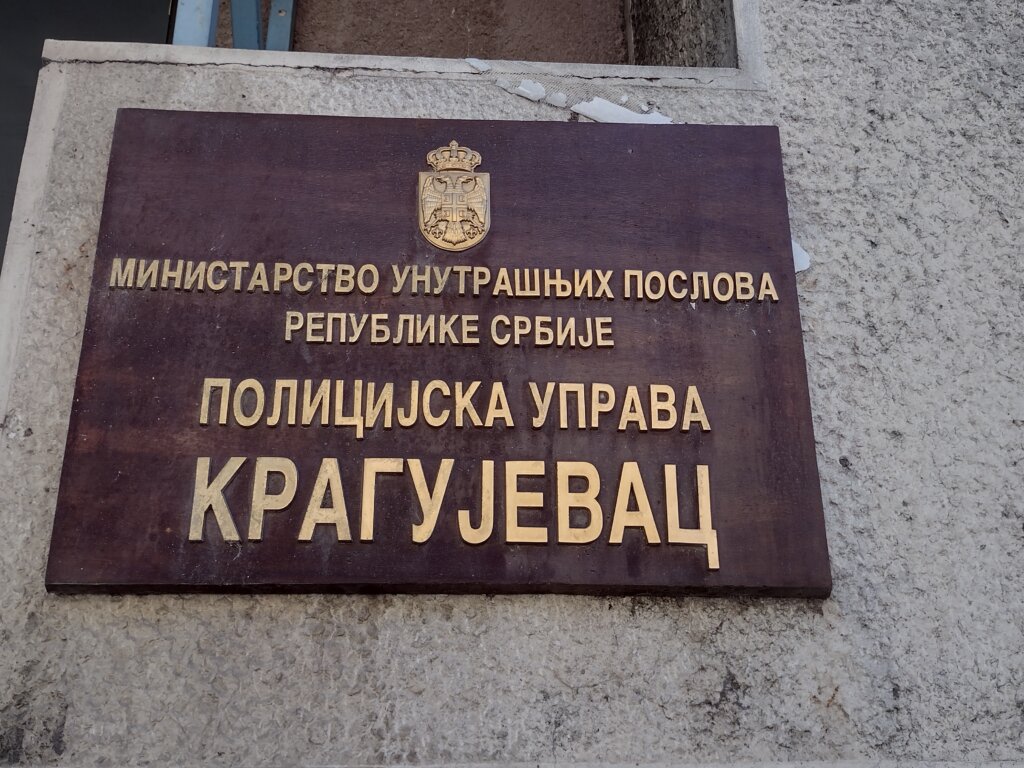 МИНИСТАРСТВО УНУТРАШЊИХ ПОСЛОВА
РЕПУБЛИКЕ СРБИЈЕ
ПОЛИЦИЈСКА УПРАВА
КРАГУЈЕВАЦ